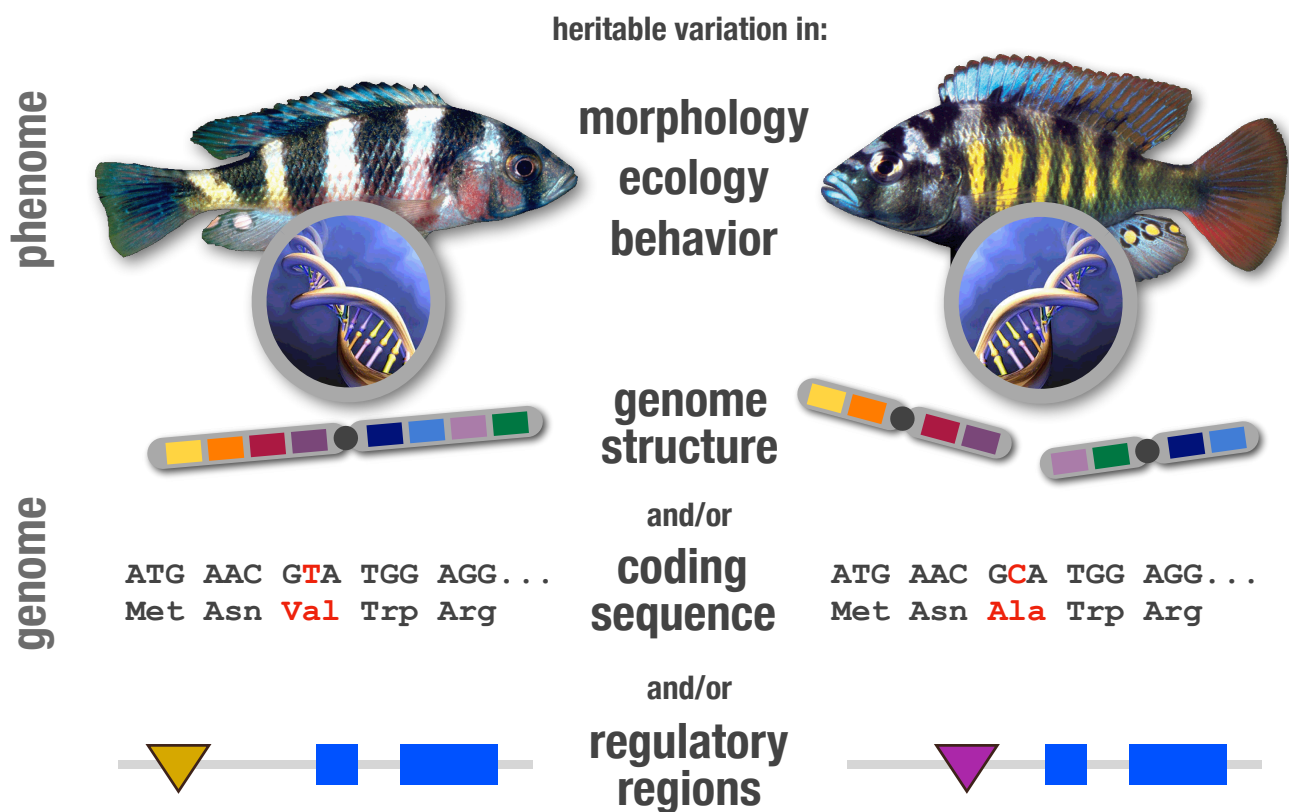 heritable variation in:
phenome
morphology
ecology
behavior
genome
structure
and/or
genome
ATG AAC GTA TGG AGG...
Met Asn Val Trp Arg
coding
sequence
ATG AAC GCA TGG AGG...
Met Asn Ala Trp Arg
and/or
regulatory
regions